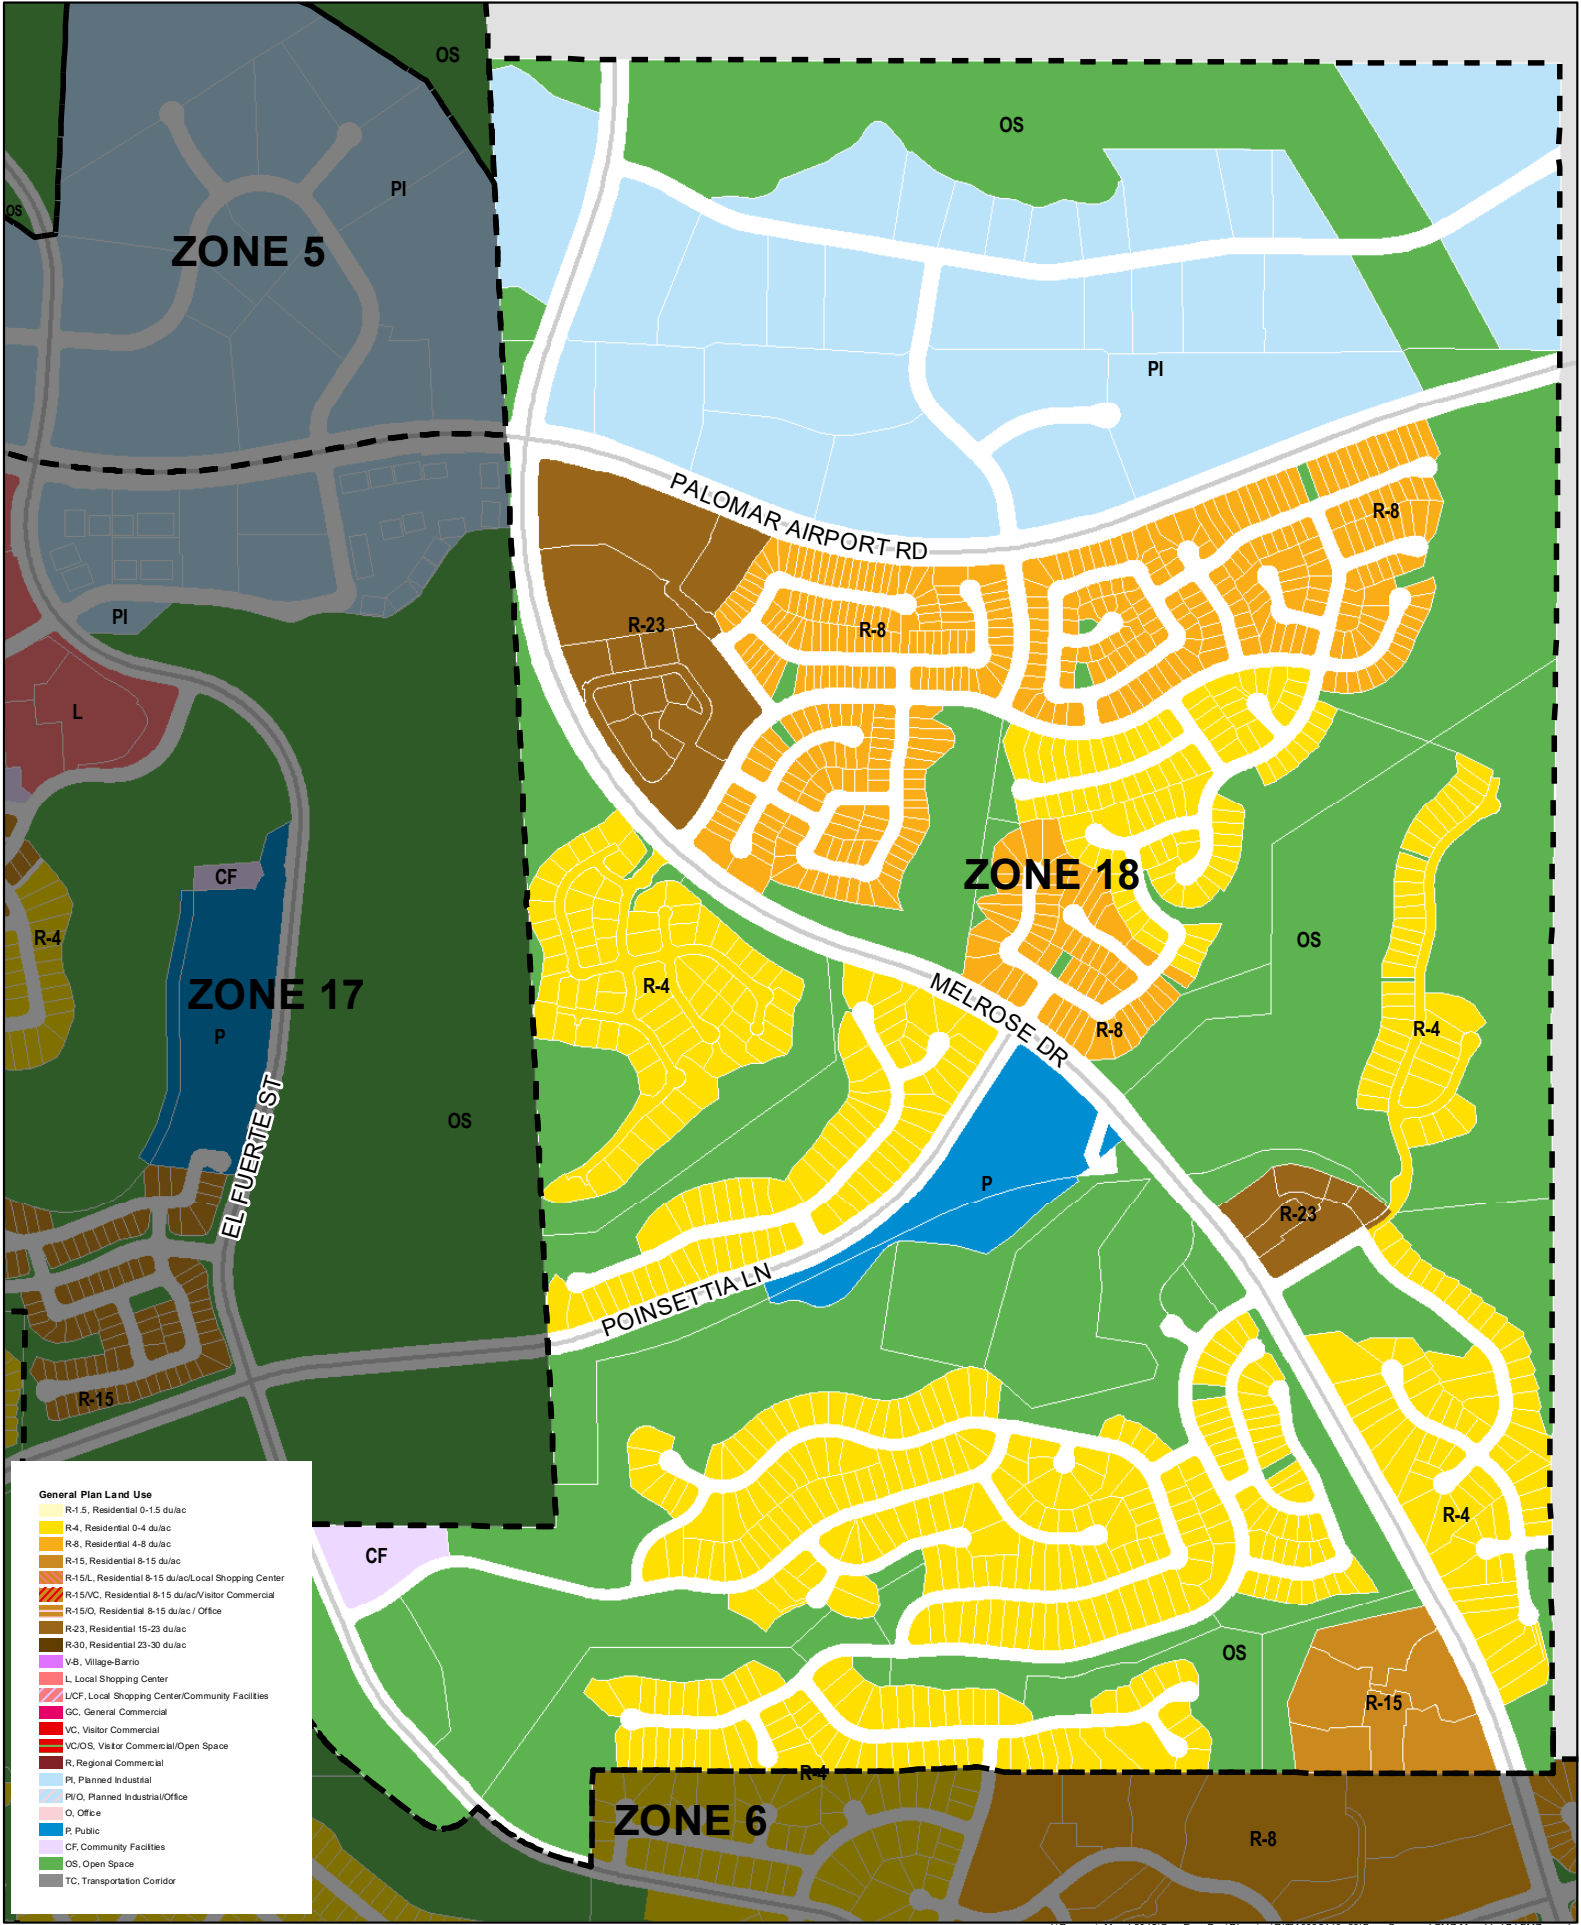 OS
OS
PI
OS
ZONE 5
PI
PALOMAR AIRPORT RD
R-8
PI
R-23
R-8
L
CF
ZONE 18
R-4
OS
R-4
ZONE 17
MELROSE DR
R-8
R-4
P
EL FUERTE ST
OS
P
R-23
POINSETTIA LN
R-15
R-4
CF
OS
R-15
R-4
ZONE 6
R-8
General Plan Land Use
R-1.5, Residential 0-1.5 du/ac
R-4, Residential 0-4 du/ac
R-8, Residential 4-8 du/ac
R-15, Residential 8-15 du/ac
R-15/L, Residential 8-15 du/ac/Local Shopping Center
R-15/VC, Residential 8-15 du/ac/Visitor Commercial
R-15/O, Residential 8-15 du/ac / Office
R-23, Residential 15-23 du/ac
R-30, Residential 23-30 du/ac
V-B, Village-Barrio
L, Local Shopping Center
L/CF, Local Shopping Center/Community Facilities
GC, General Commercial
VC, Visitor Commercial
VC/OS, Visitor Commercial/Open Space
R, Regional Commercial
PI, Planned Industrial
PI/O, Planned Industrial/Office
O, Office
P, Public
CF, Community Facilities
OS, Open Space
TC, Transportation Corridor